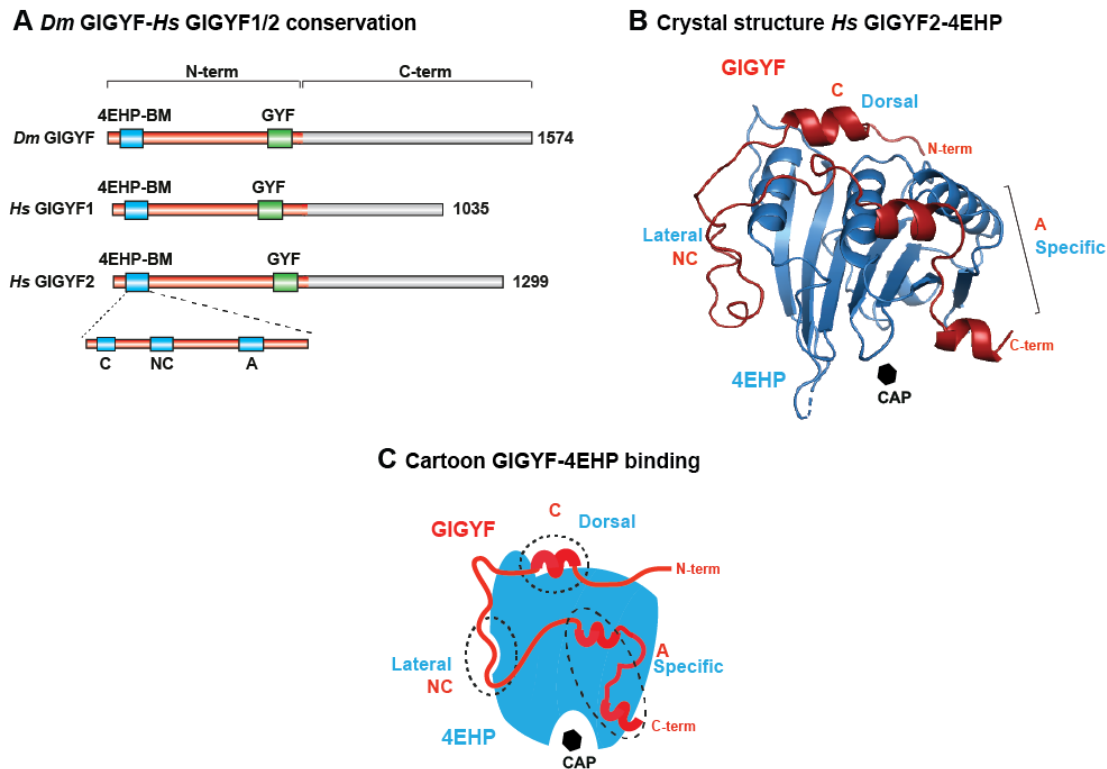 A Dm GIGYF-Hs GIGYF1/2 conservation
N-term C-term
4EHP-BM GYF
Dm GIGYF 1574
4EHP-BM GYF
Hs GIGYF1 1035
4EHP-BM GYF
Hs GIGYF2 1299
C NC A
B Crystal structure Hs GIGYF2-4EHP
GIGYF
C
Dorsal
N-term
Lateral
NC
A
Specific
C-term
4EHP
CAP
C Cartoon GIGYF-4EHP binding
C
GIGYF Dorsal
N-term
Lateral
NC
A
Specific
C-term
4EHP
CAP